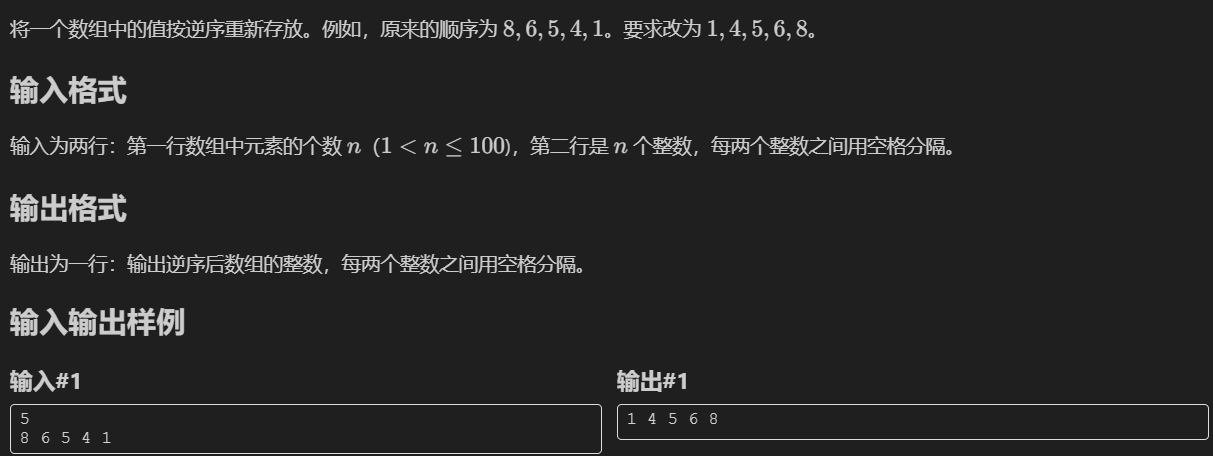 将一个数组中的值按逆序重新存放。例如，原来的顺序为 8, 6, 5, 4, 1。要求改为 1, 4, 5, 6, 8。
输入格式
输入为两行：第一行数组中元素的个数 n（1 < n ≤ 100)，第二行是 n 个整数，每两个整数之间用空格分隔。
输出格式
输出为一行：输出逆序后数组的整数，每两个整数之间用空格分隔。
输入输出样例
输入#1
5
8 6 5 4 1
输出#1
1 4 5 6 8